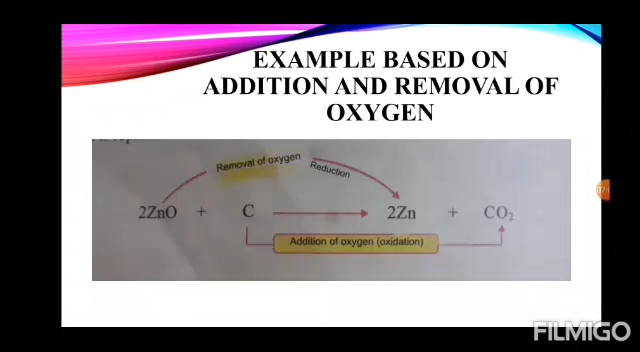 EXAMPLE BASED ON
ADDITION AND REMOVAL OF
OXYGEN
Removal of oxygen
Reduction
2ZnO + C → 2Zn + CO₂
Addition of oxygen (oxidation)
FILMIGO